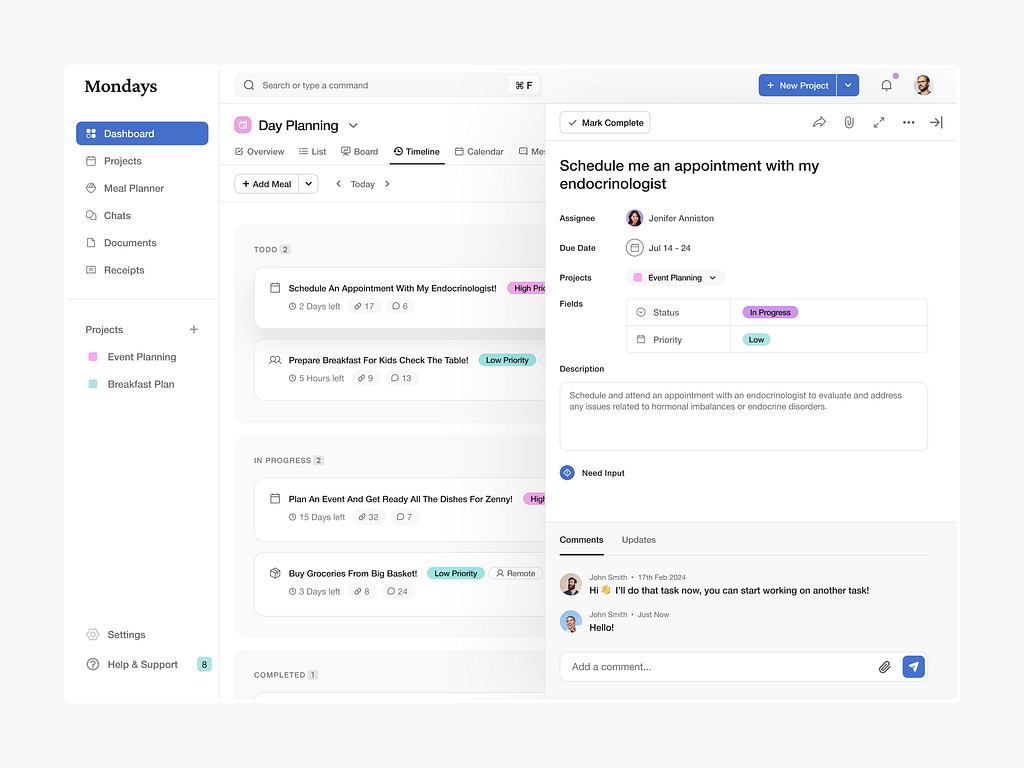 Mondays
Search or type a command
⌘ F
+ New Project
Dashboard
Projects
Meal Planner
Chats
Documents
Receipts
Projects
Event Planning
Breakfast Plan
Settings
Help & Support 8
Day Planning
Overview List Board Timeline Calendar
+ Add Meal
Today
TODO 2
Schedule An Appointment With My Endocrinologist! High
2 Days left 17 6
Prepare Breakfast For Kids Check The Table! Low Priority
5 Hours left 9 13
IN PROGRESS 2
Plan An Event And Get Ready All The Dishes For Zenny!
15 Days left 32 7
Buy Groceries From Big Basket! Low Priority Remote
3 Days left 8 24
COMPLETED 1
Mark Complete
Schedule me an appointment with my
endocrinologist
Assignee Jenifer Anniston
Due Date Jul 14 - 24
Projects Event Planning
Fields
Status In Progress
Priority Low
Description
Schedule and attend an appointment with an endocrinologist to evaluate and address
any issues related to hormonal imbalances or endocrine disorders.
Need Input
Comments Updates
John Smith • 17th Feb 2024
Hi 👋 I'll do that task now, you can start working on another task!
John Smith • Just Now
Hello!
Add a comment...